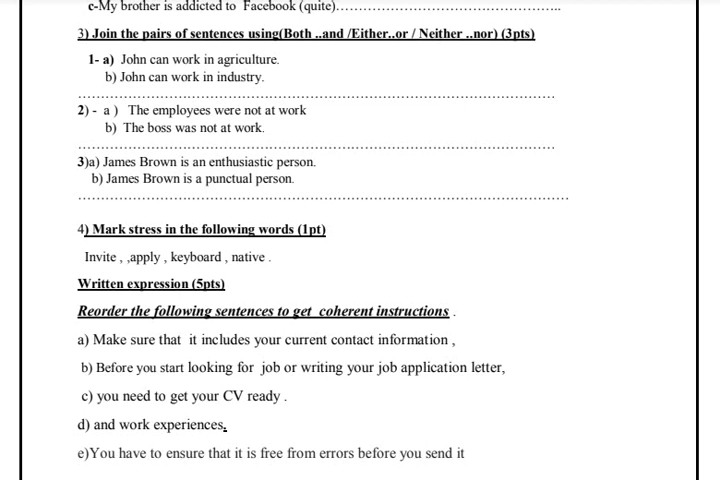 c-My brother is addicted to Facebook (quite)..........................................................
3) Join the pairs of sentences using(Both ..and /Either..or / Neither ..nor) (3pts)
1- a) John can work in agriculture.
b) John can work in industry.
........................................................................................................................
2) - a ) The employees were not at work
b) The boss was not at work.
........................................................................................................................
3)a) James Brown is an enthusiastic person.
b) James Brown is a punctual person.
............................................................................................................................
4) Mark stress in the following words (1pt)
Invite , ,apply , keyboard , native .
Written expression (5pts)
Reorder the following sentences to get coherent instructions .
a) Make sure that it includes your current contact information ,
b) Before you start looking for job or writing your job application letter,
c) you need to get your CV ready .
d) and work experiences.
e)You have to ensure that it is free from errors before you send it